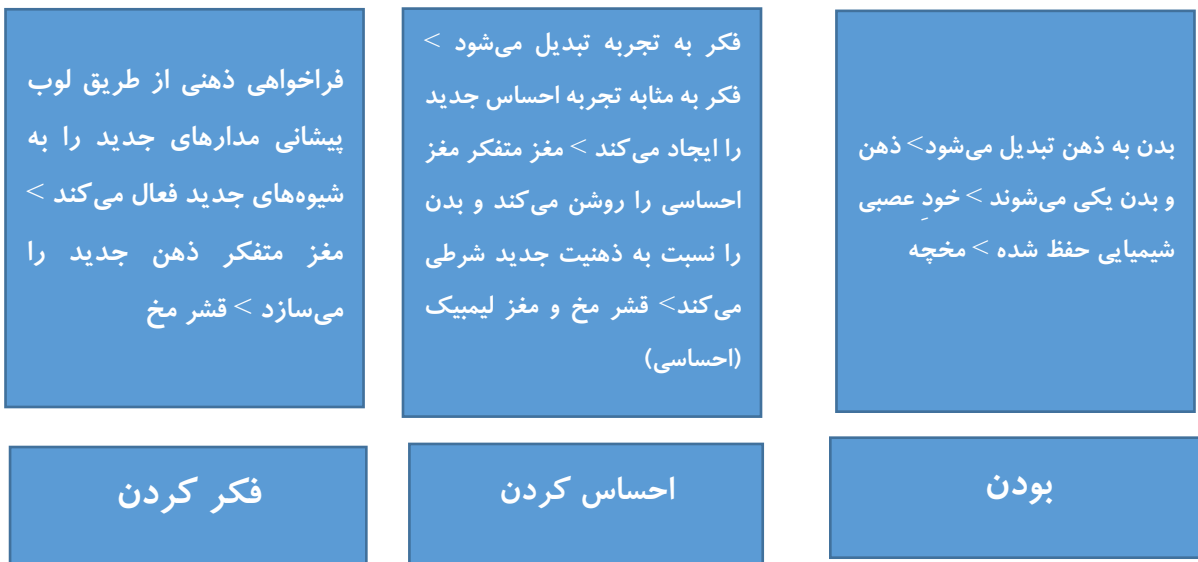 بدن به ذهن تبدیل می‌شود> ذهن
و بدن یکی می‌شوند > خودِ عصبی
شیمیایی حفظ شده > مخچه
فکر به تجربه تبدیل می‌شود >
فکر به مثابه تجربه احساس جدید
را ایجاد می‌کند > مغز متفکر مغز
احساسی را روشن می‌کند و بدن
را نسبت به ذهنیت جدید شرطی
می‌کند> قشر مخ و مغز لیمبیک
(احساسی)
فراخواهی ذهنی از طریق لوب
پیشانی مدارهای جدید را به
شیوه‌های جدید فعال می‌کند >
مغز متفکر ذهن جدید را
می‌سازد > قشر مخ
بودن
احساس کردن
فکر کردن